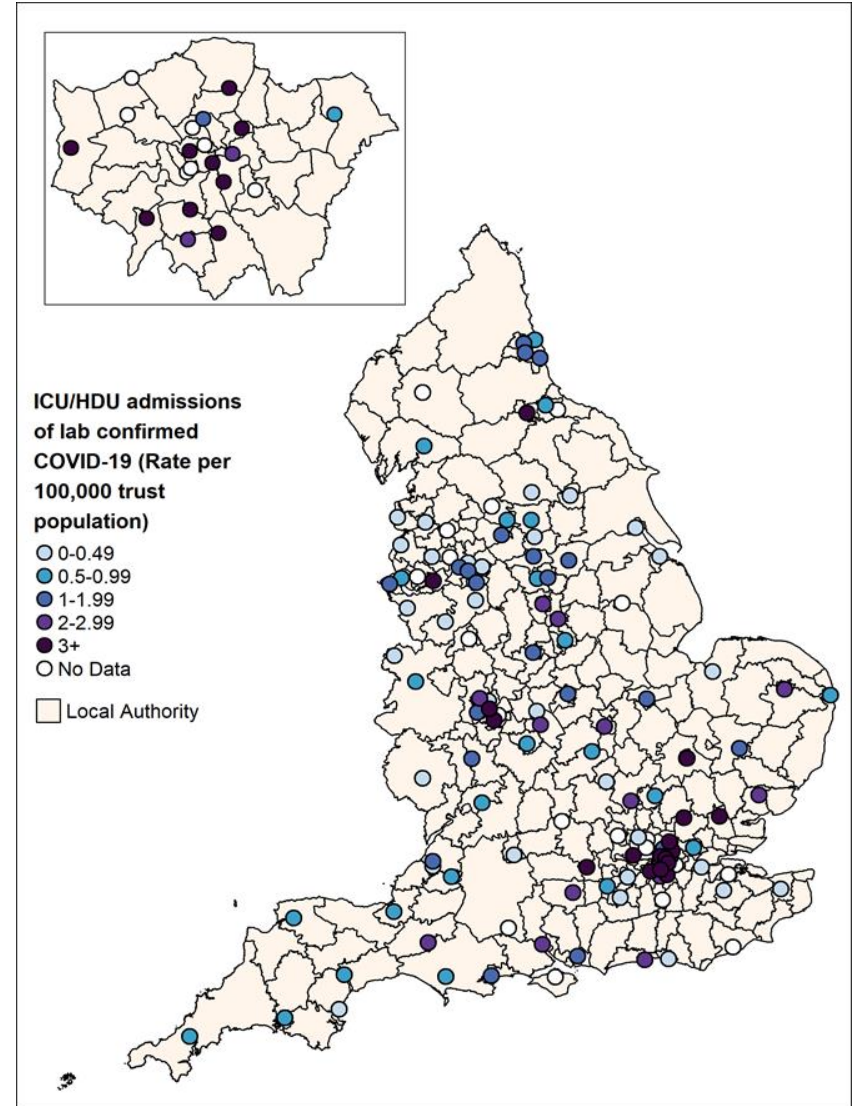 ICU/HDU admissions
of lab confirmed
COVID-19 (Rate per
100,000 trust
population)
0-0.49
0.5-0.99
1-1.99
2-2.99
3+
No Data
Local Authority